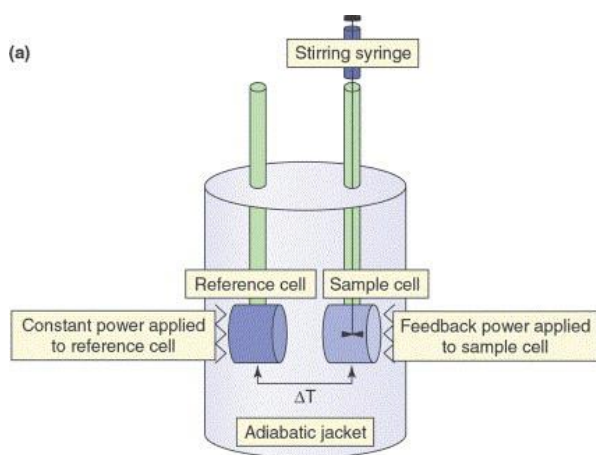 (a)
Stirring syringe
Reference cell
Sample cell
Constant power applied
to reference cell
Feedback power applied
to sample cell
ΔT
Adiabatic jacket